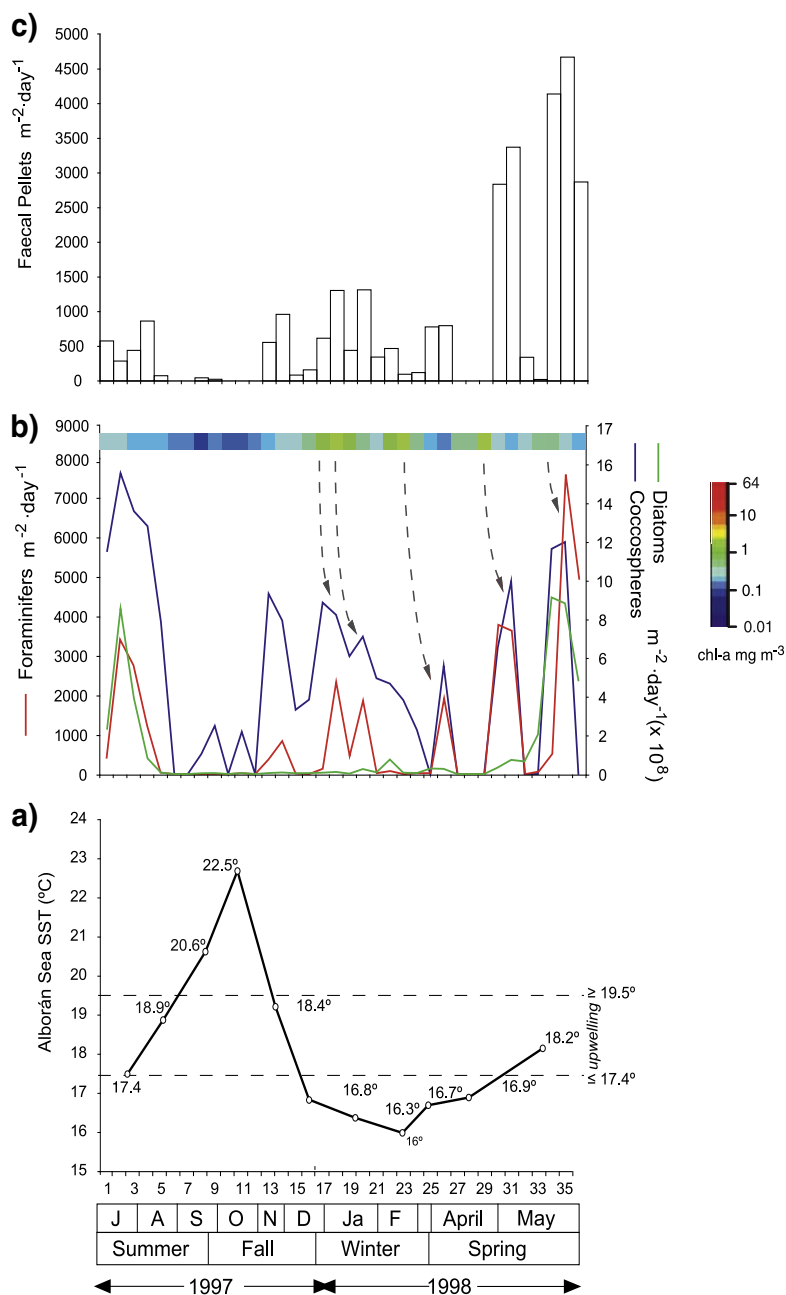 c)
Faecal Pellets m⁻²·day⁻¹
5000
4500
4000
3500
3000
2500
2000
1500
1000
500
0
b)
Foraminifers m⁻²·day⁻¹
9000
8000
7000
6000
5000
4000
3000
2000
1000
0
17
16
14
12
10
8
6
4
2
0
Diatoms
Coccospheres
m⁻²·day⁻¹(x 10⁸)
64
10
1
0.1
0.01
chl-a mg m⁻³
a)
Alborán Sea SST (ºC)
24
23
22
21
20
19
18
17
16
15
22.5º
20.6º
18.9º
17.4
18.4º
16.8º
16.3º
16º
16.7º
16.9º
18.2º
≥ 19.5º
upwelling
≤ 17.4º
1 3 5 7 9 11 13 15 17 19 21 23 25 27 29 31 33 35
J A S O N D Ja F April May
Summer Fall Winter Spring
1997 1998